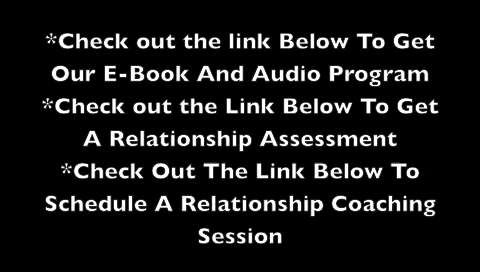 *Check out the link Below To Get
Our E-Book And Audio Program
*Check out the Link Below To Get
A Relationship Assessment
*Check Out The Link Below To
Schedule A Relationship Coaching
Session